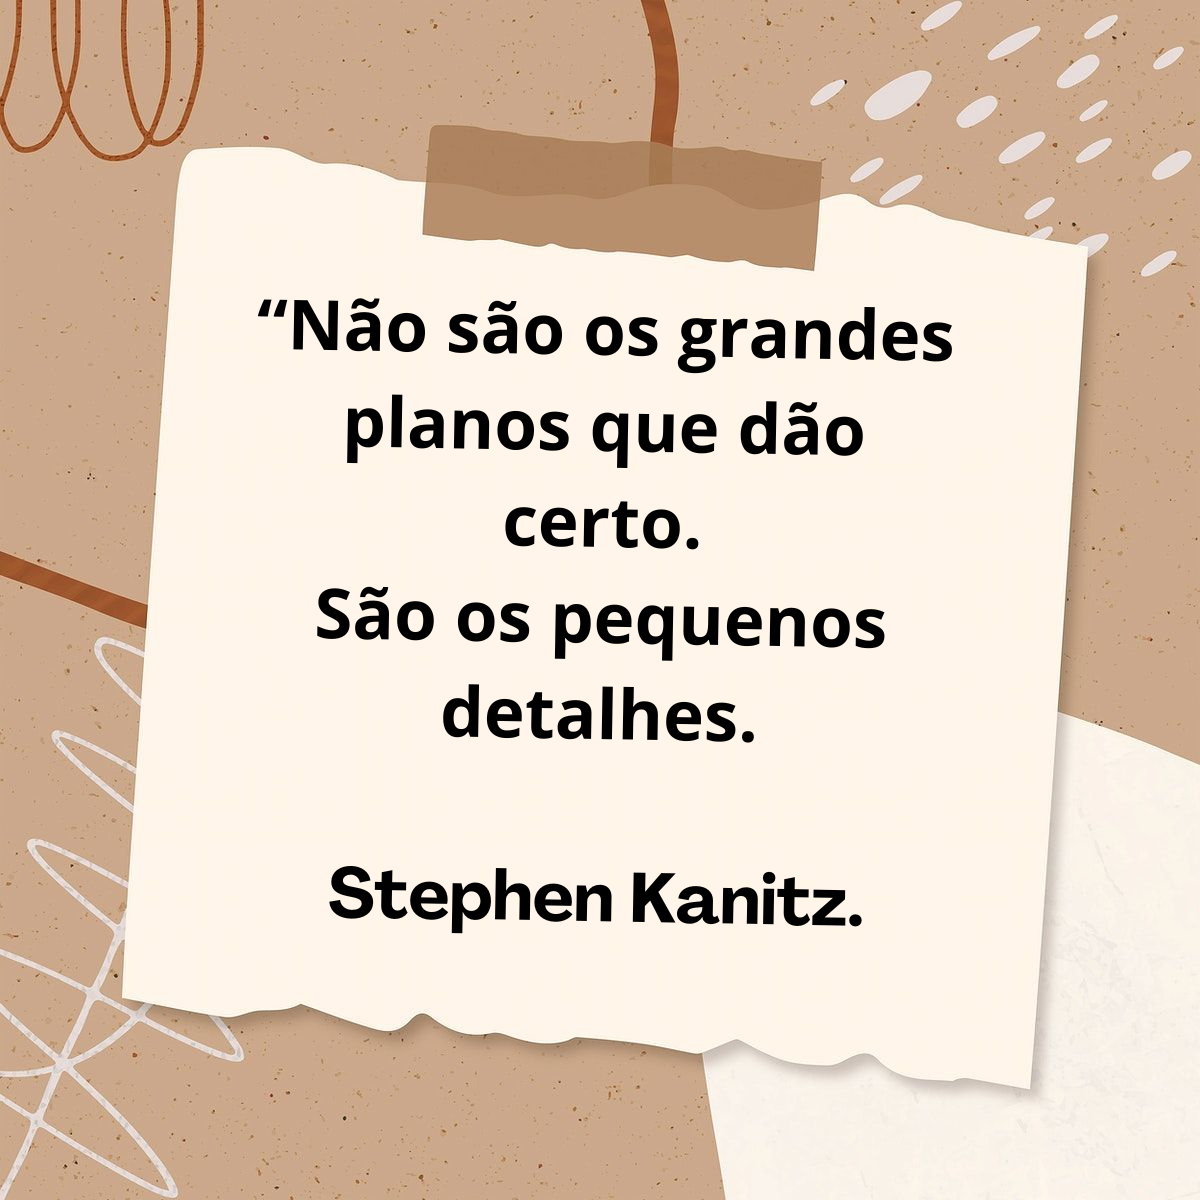 “Não são os grandes
planos que dão
certo.
São os pequenos
detalhes.
Stephen Kanitz.